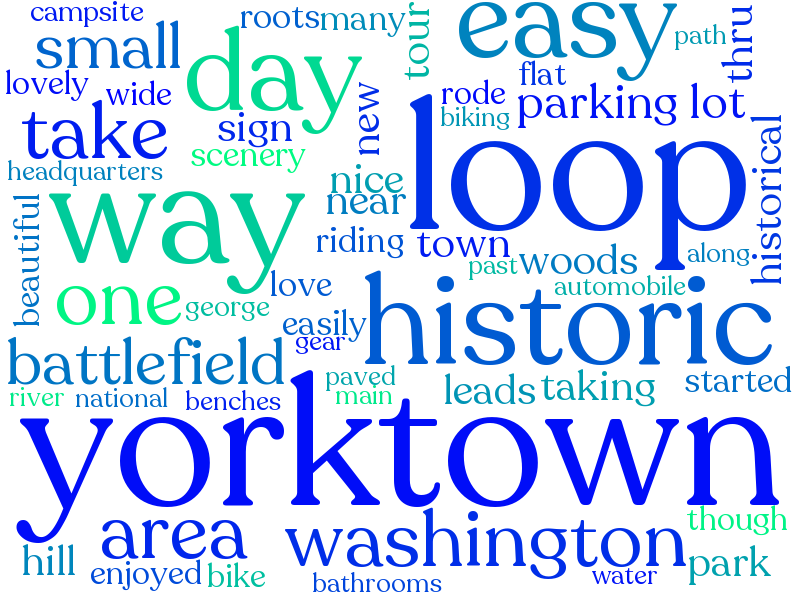 campsite
roots
many
tour
easy
path
thru
small
day
flat
lovely
wide
new
rode
parking lot
take
sign
biking
scenery
loop
historical
headquarters
nice
way
near
beautiful
riding
town
woods
along
past
one
love
automobile
george
historic
easily
battlefield
gear
paved
leads
taking
started
river
national
benches
main
yorktown
area
washington
though
hill
enjoyed
bike
park
bathrooms
water